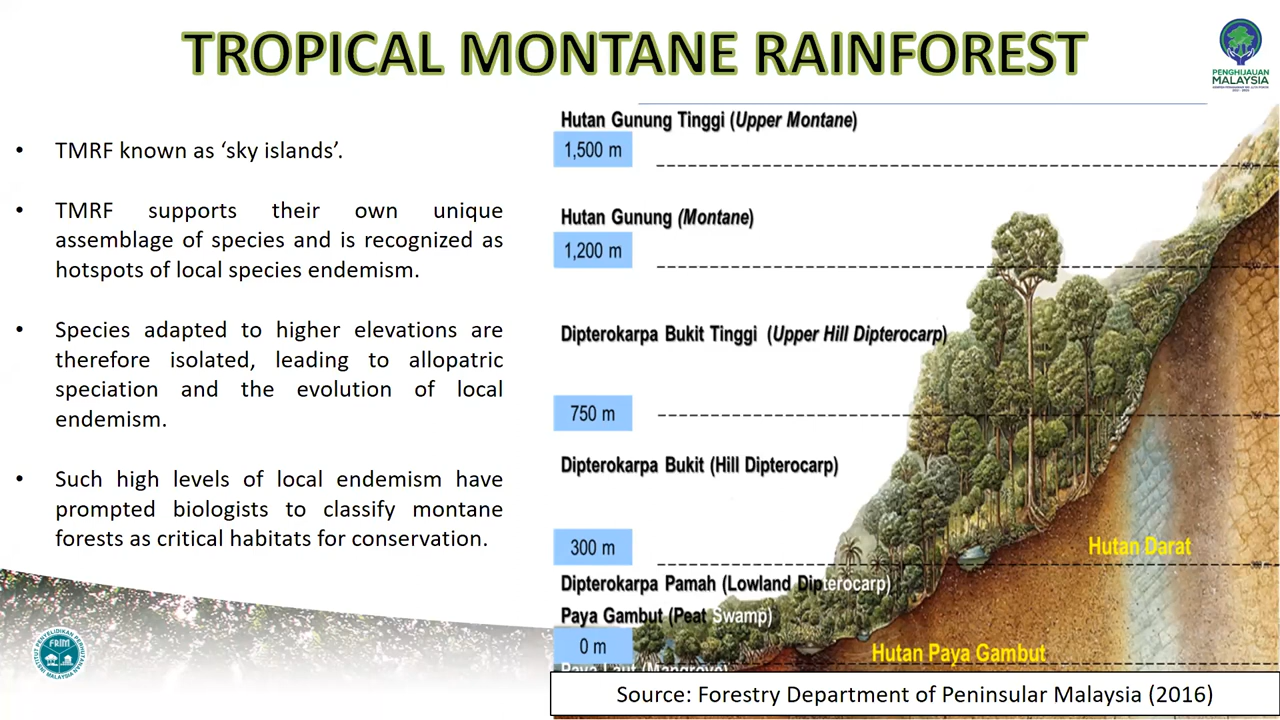 TROPICAL MONTANE RAINFOREST
PENGHIJAUAN
MALAYSIA
• TMRF known as ‘sky islands’.
• TMRF supports their own unique
assemblage of species and is recognized as
hotspots of local species endemism.
• Species adapted to higher elevations are
therefore isolated, leading to allopatric
speciation and the evolution of local
endemism.
• Such high levels of local endemism have
prompted biologists to classify montane
forests as critical habitats for conservation.
Hutan Gunung Tinggi (Upper Montane)
1,500 m
Hutan Gunung (Montane)
1,200 m
Dipterokarpa Bukit Tinggi (Upper Hill Dipterocarp)
750 m
Dipterokarpa Bukit (Hill Dipterocarp)
300 m
Hutan Darat
Dipterokarpa Pamah (Lowland Dipterocarp)
Paya Gambut (Peat Swamp)
0 m
Hutan Paya Gambut
Paya Laut (Mangrove)
Source: Forestry Department of Peninsular Malaysia (2016)
FRIM